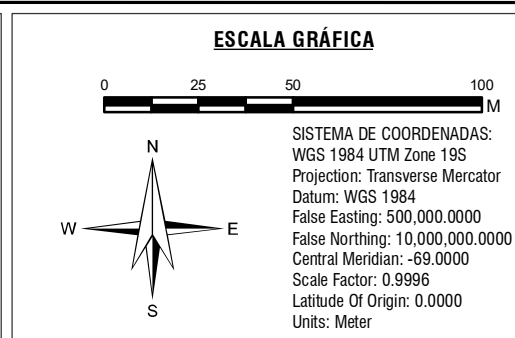 ESCALA GRÁFICA
0 25 50 100
M
SISTEMA DE COORDENADAS:
WGS 1984 UTM Zone 19S
Projection: Transverse Mercator
Datum: WGS 1984
False Easting: 500,000.0000
False Northing: 10,000,000.0000
Central Meridian: -69.0000
Scale Factor: 0.9996
Latitude Of Origin: 0.0000
Units: Meter
N
W E
S